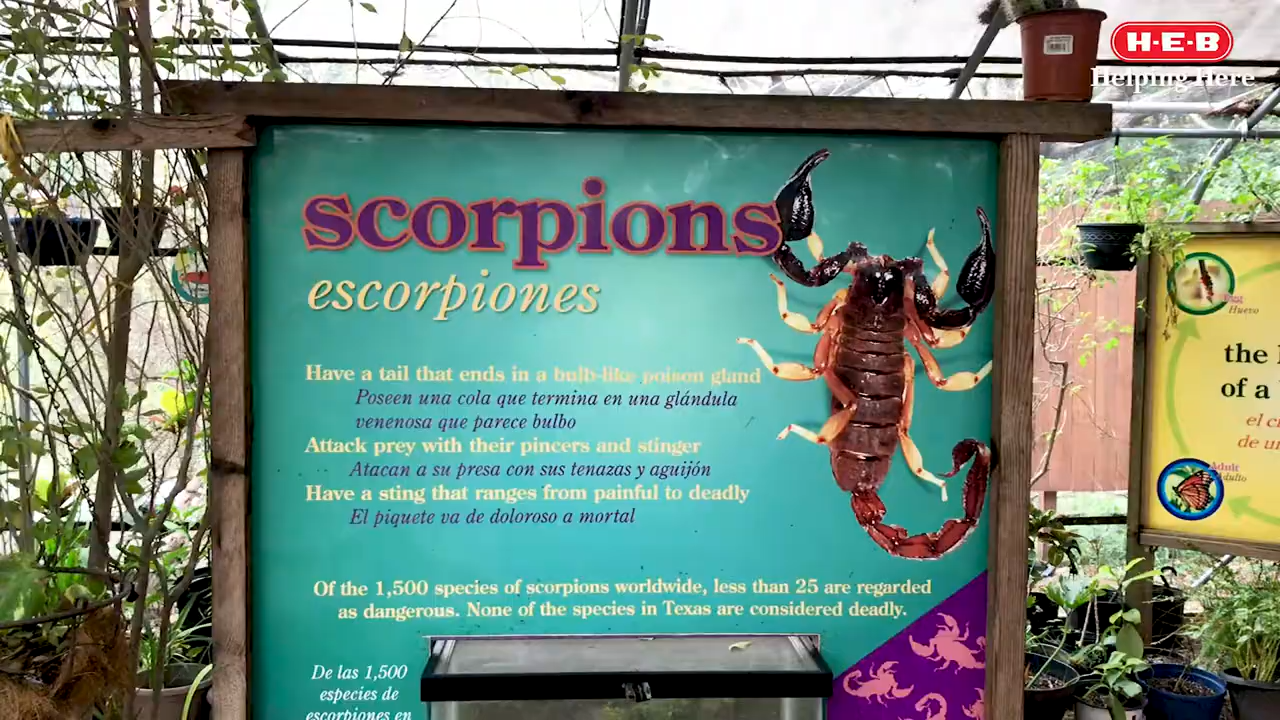 H-E-B
Helping Here
scorpions
escorpiones
Have a tail that ends in a bulb-like poison gland
Poseen una cola que termina en una glándula
venenosa que parece bulbo
Attack prey with their pincers and stinger
Atacan a su presa con sus tenazas y aguijón
Have a sting that ranges from painful to deadly
El piquete va de doloroso a mortal
Of the 1,500 species of scorpions worldwide, less than 25 are regarded
as dangerous. None of the species in Texas are considered deadly.
De las 1,500
especies de
escorpiones en
Egg
Huevo
the
of a
el
de
Adult
Adulto